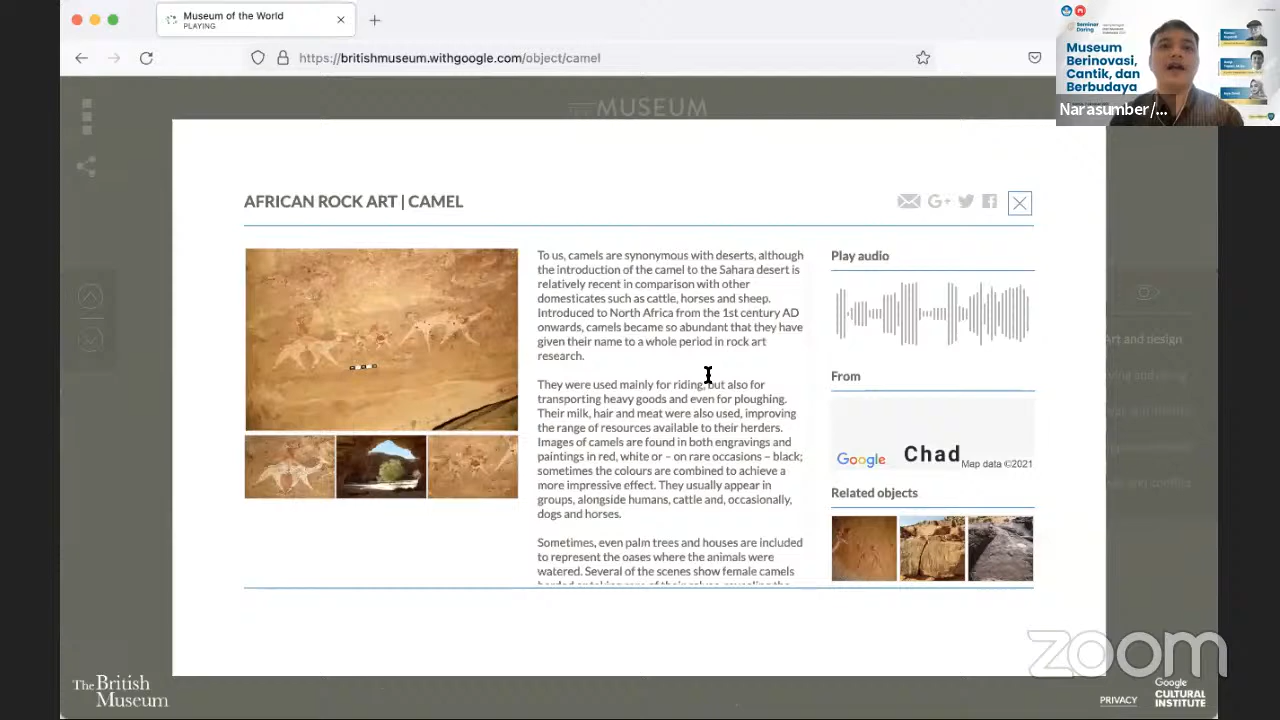 Museum of the World
PLAYING
https://britishmuseum.withgoogle.com/object/camel
Seminar
Daring
Museum
Berinovasi,
Cantik, dan
Berbudaya
Narasumber/...
MUSEUM
AFRICAN ROCK ART | CAMEL
G+
To us, camels are synonymous with deserts, although
the introduction of the camel to the Sahara desert is
relatively recent in comparison with other
domesticates such as cattle, horses and sheep.
Introduced to North Africa from the 1st century AD
onwards, camels became so abundant that they have
given their name to a whole period in rock art
research.
They were used mainly for riding, but also for
transporting heavy goods and even for ploughing.
Their milk, hair and meat were also used, improving
the range of resources available to their herders.
Images of camels are found in both engravings and
paintings in red, white or – on rare occasions – black;
sometimes the colours are combined to achieve a
more impressive effect. They usually appear in
groups, alongside humans, cattle and, occasionally,
dogs and horses.
Sometimes, even palm trees and houses are included
to represent the oases where the animals were
watered. Several of the scenes show female camels
Play audio
From
Google
Chad
Map data ©2021
Related objects
Art and design
zoom
The British
Museum
PRIVACY
Google
CULTURAL
INSTITUTE